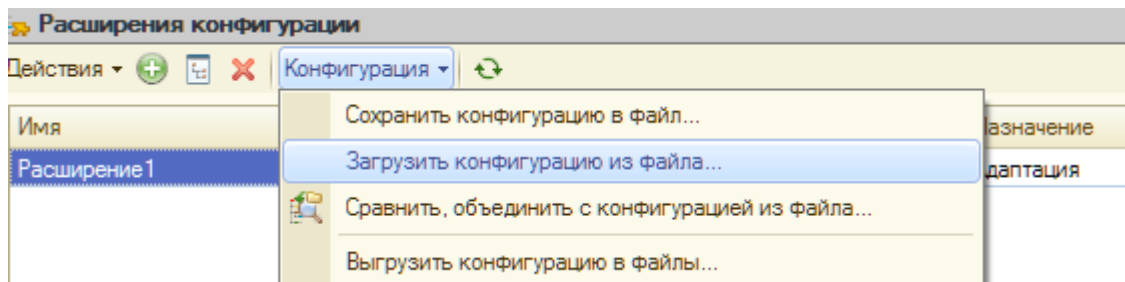 Расширения конфигурации
Действия Конфигурация
Сохранить конфигурацию в файл...
Имя Назначение
Загрузить конфигурацию из файла...
Расширение1 Адаптация
Сравнить, объединить с конфигурацией из файла...
Выгрузить конфигурацию в файлы...